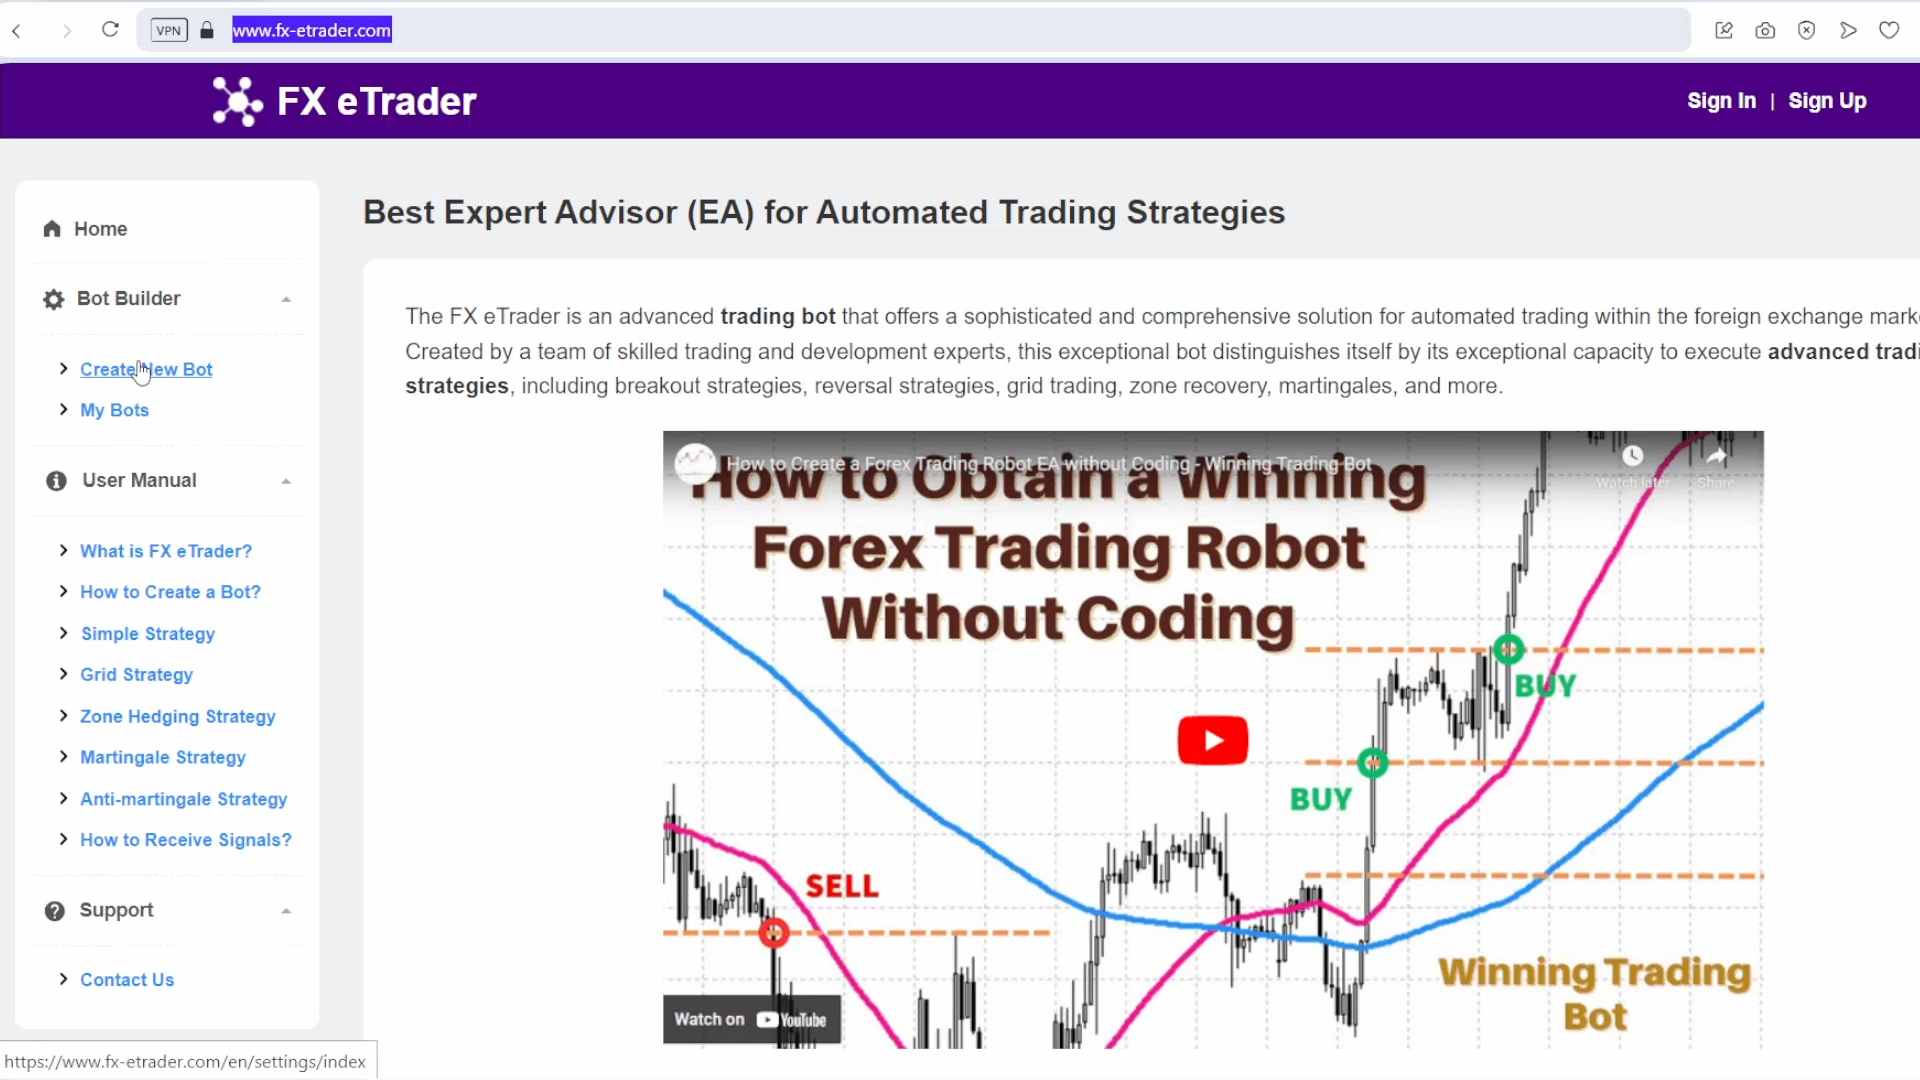 VPN www.fx-etrader.com
FX eTrader
Sign In | Sign Up
Home
Bot Builder
Create New Bot
My Bots
User Manual
What is FX eTrader?
How to Create a Bot?
Simple Strategy
Grid Strategy
Zone Hedging Strategy
Martingale Strategy
Anti-martingale Strategy
How to Receive Signals?
Support
Contact Us
https://www.fx-etrader.com/en/settings/index
Best Expert Advisor (EA) for Automated Trading Strategies
The FX eTrader is an advanced trading bot that offers a sophisticated and comprehensive solution for automated trading within the foreign exchange mark
Created by a team of skilled trading and development experts, this exceptional bot distinguishes itself by its exceptional capacity to execute advanced tradi
strategies, including breakout strategies, reversal strategies, grid trading, zone recovery, martingales, and more.
How to Create a Forex Trading Robot EA without Coding - Winning Trading Bot
Watch later Share
How to Obtain a Winning
Forex Trading Robot
Without Coding
BUY
BUY
SELL
Winning Trading
Bot
Watch on YouTube